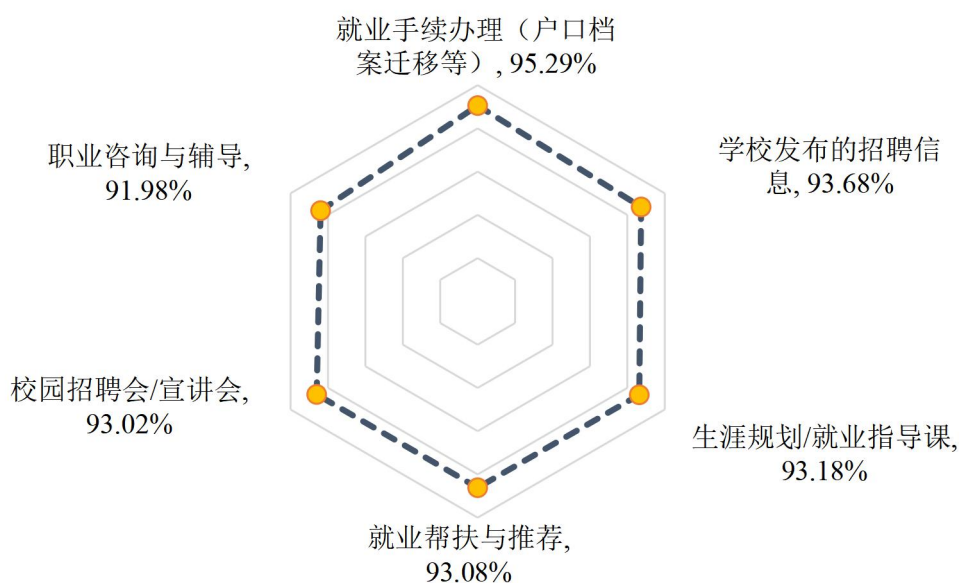 就业手续办理（户口档
案迁移等）, 95.29%
学校发布的招聘信
息, 93.68%
生涯规划/就业指导课,
93.18%
就业帮扶与推荐,
93.08%
校园招聘会/宣讲会,
93.02%
职业咨询与辅导,
91.98%